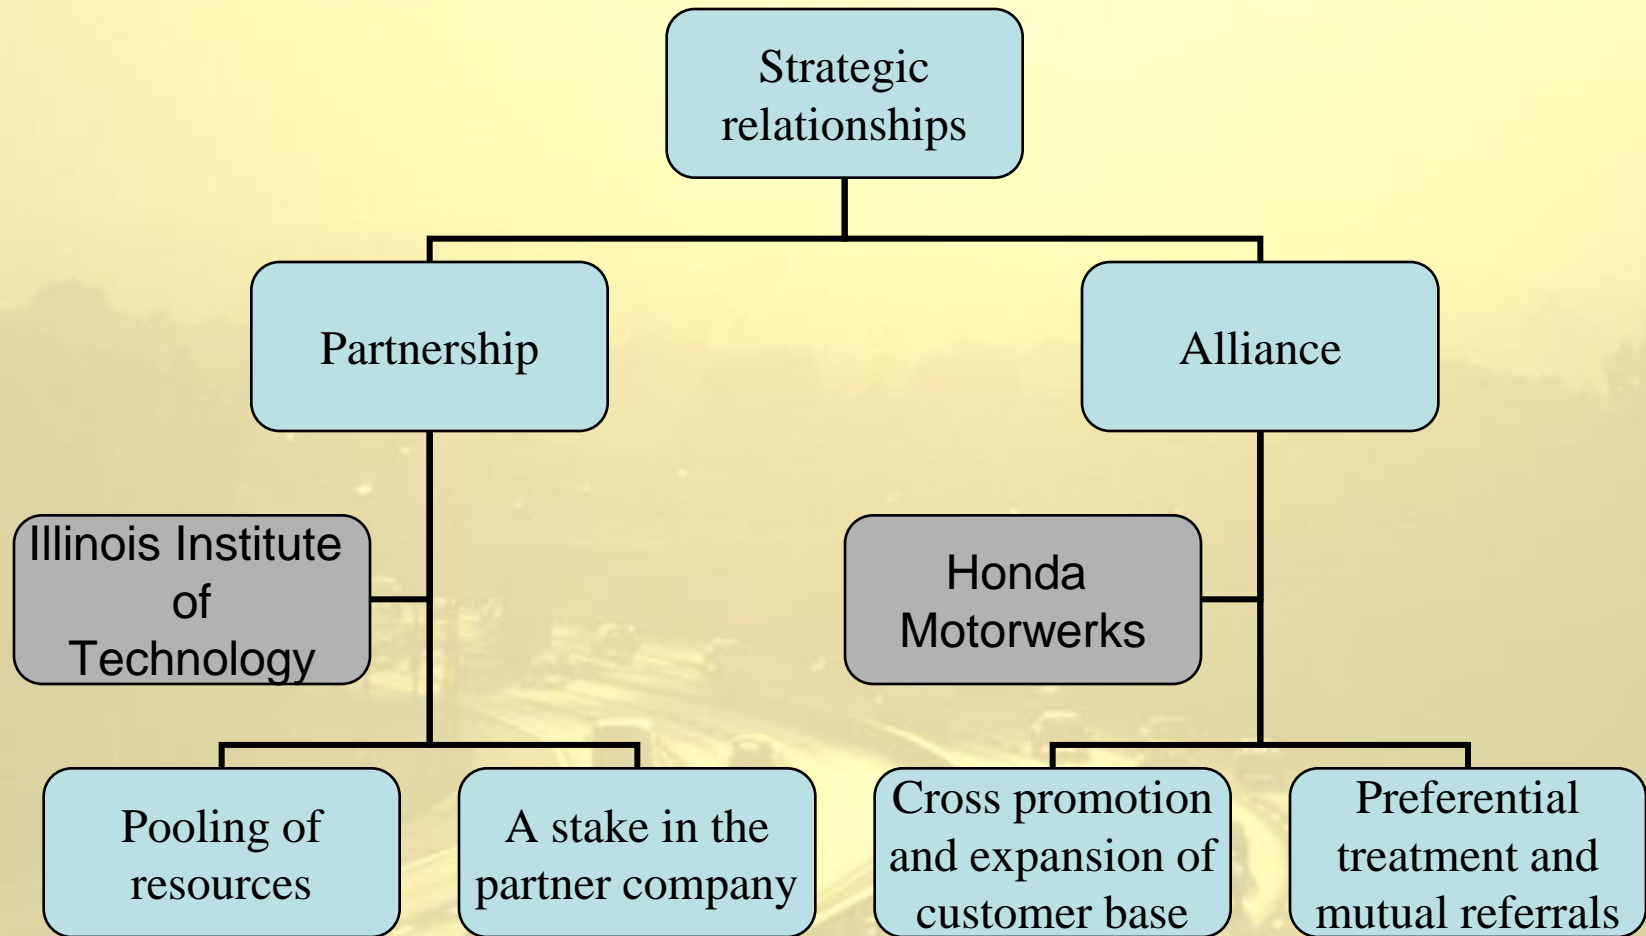 Strategic
relationships
Partnership
Alliance
Illinois Institute
of
Technology
Honda
Motorwerks
Pooling of
resources
A stake in the
partner company
Cross promotion
and expansion of
customer base
Preferential
treatment and
mutual referrals